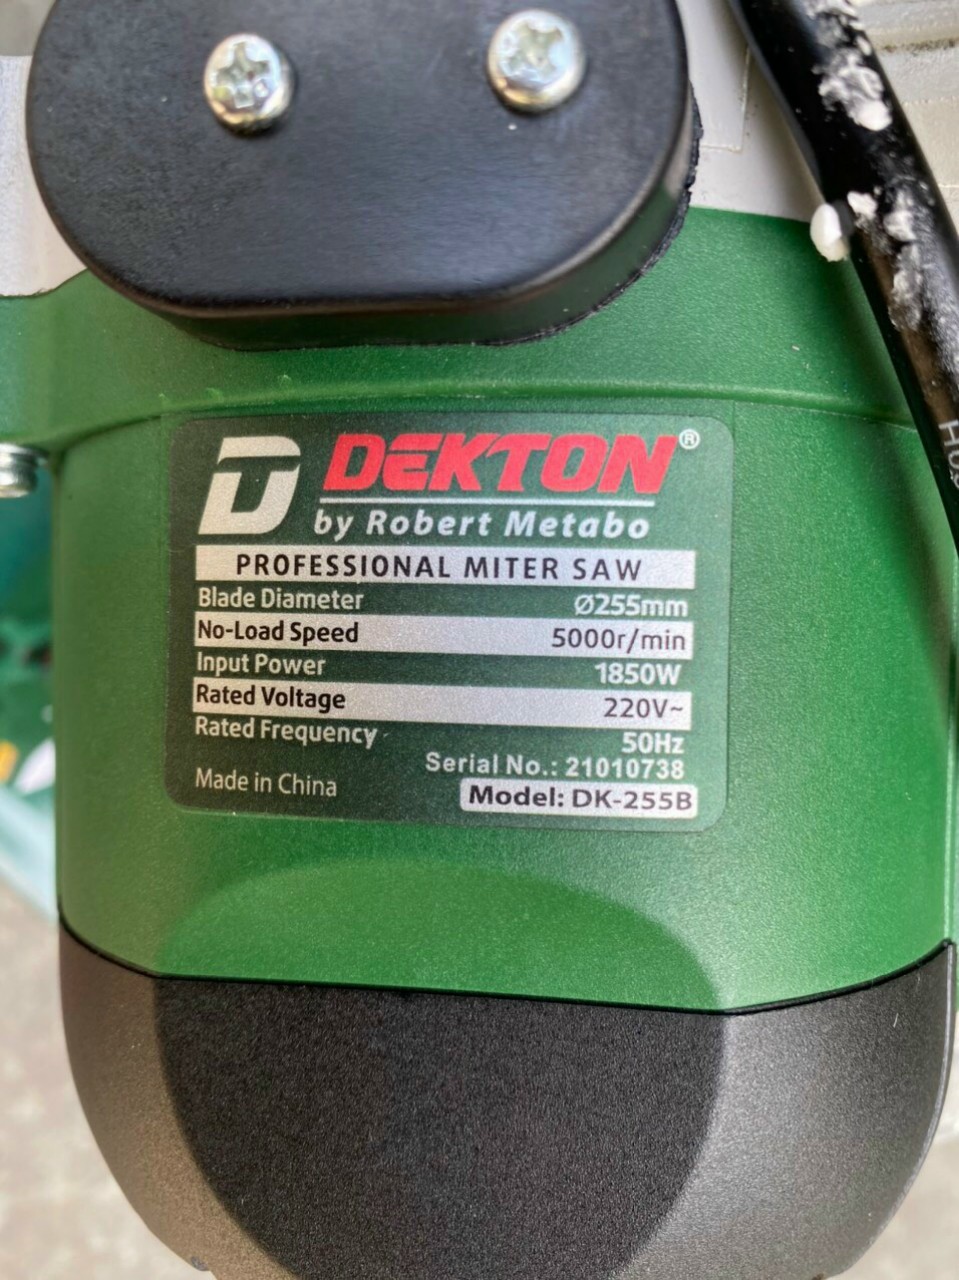 DEKTON®
by Robert Metabo
PROFESSIONAL MITER SAW
Blade Diameter Ø255mm
No-Load Speed 5000r/min
Input Power 1850W
Rated Voltage 220V~
Rated Frequency 50Hz
Serial No.: 21010738
Made in China
Model: DK-255B